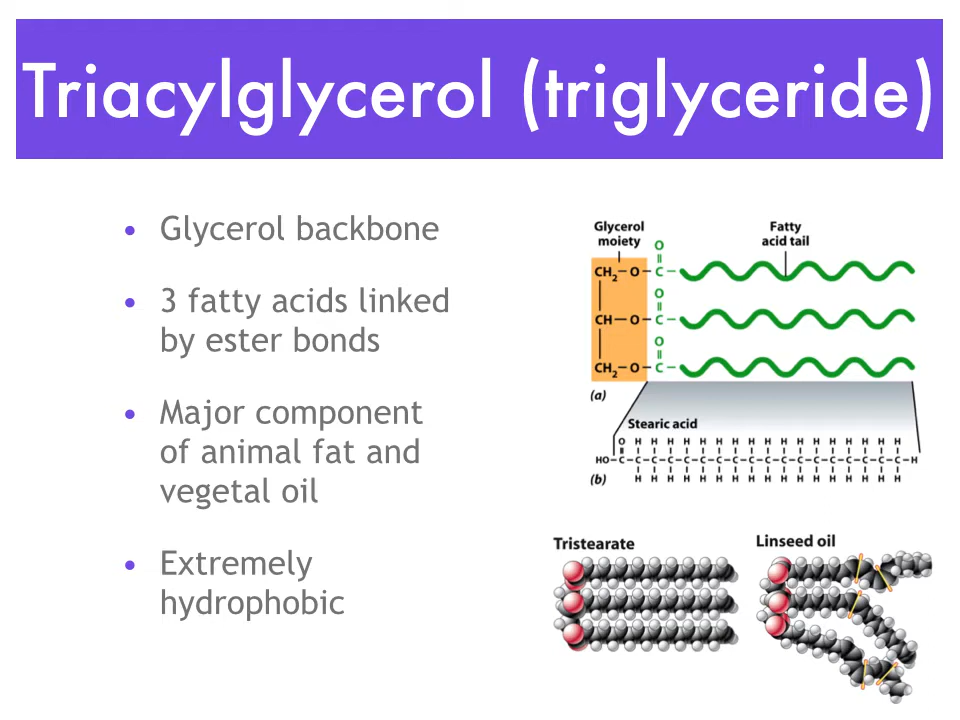 Triacylglycerol (triglyceride)
• Glycerol backbone
• 3 fatty acids linked
by ester bonds
• Major component
of animal fat and
vegetal oil
• Extremely
hydrophobic
Glycerol
moiety
Fatty
acid tail
O O O
CH₂—O—C
CH—O—C
CH₂—O—C
(a)
Stearic acid
O H H H H H H H H H H H H H H H H H
HO—C—C—C—C—C—C—C—C—C—C—C—C—C—C—C—C—C—C—H
H H H H H H H H H H H H H H H H H
(b)
Tristearate
Linseed oil